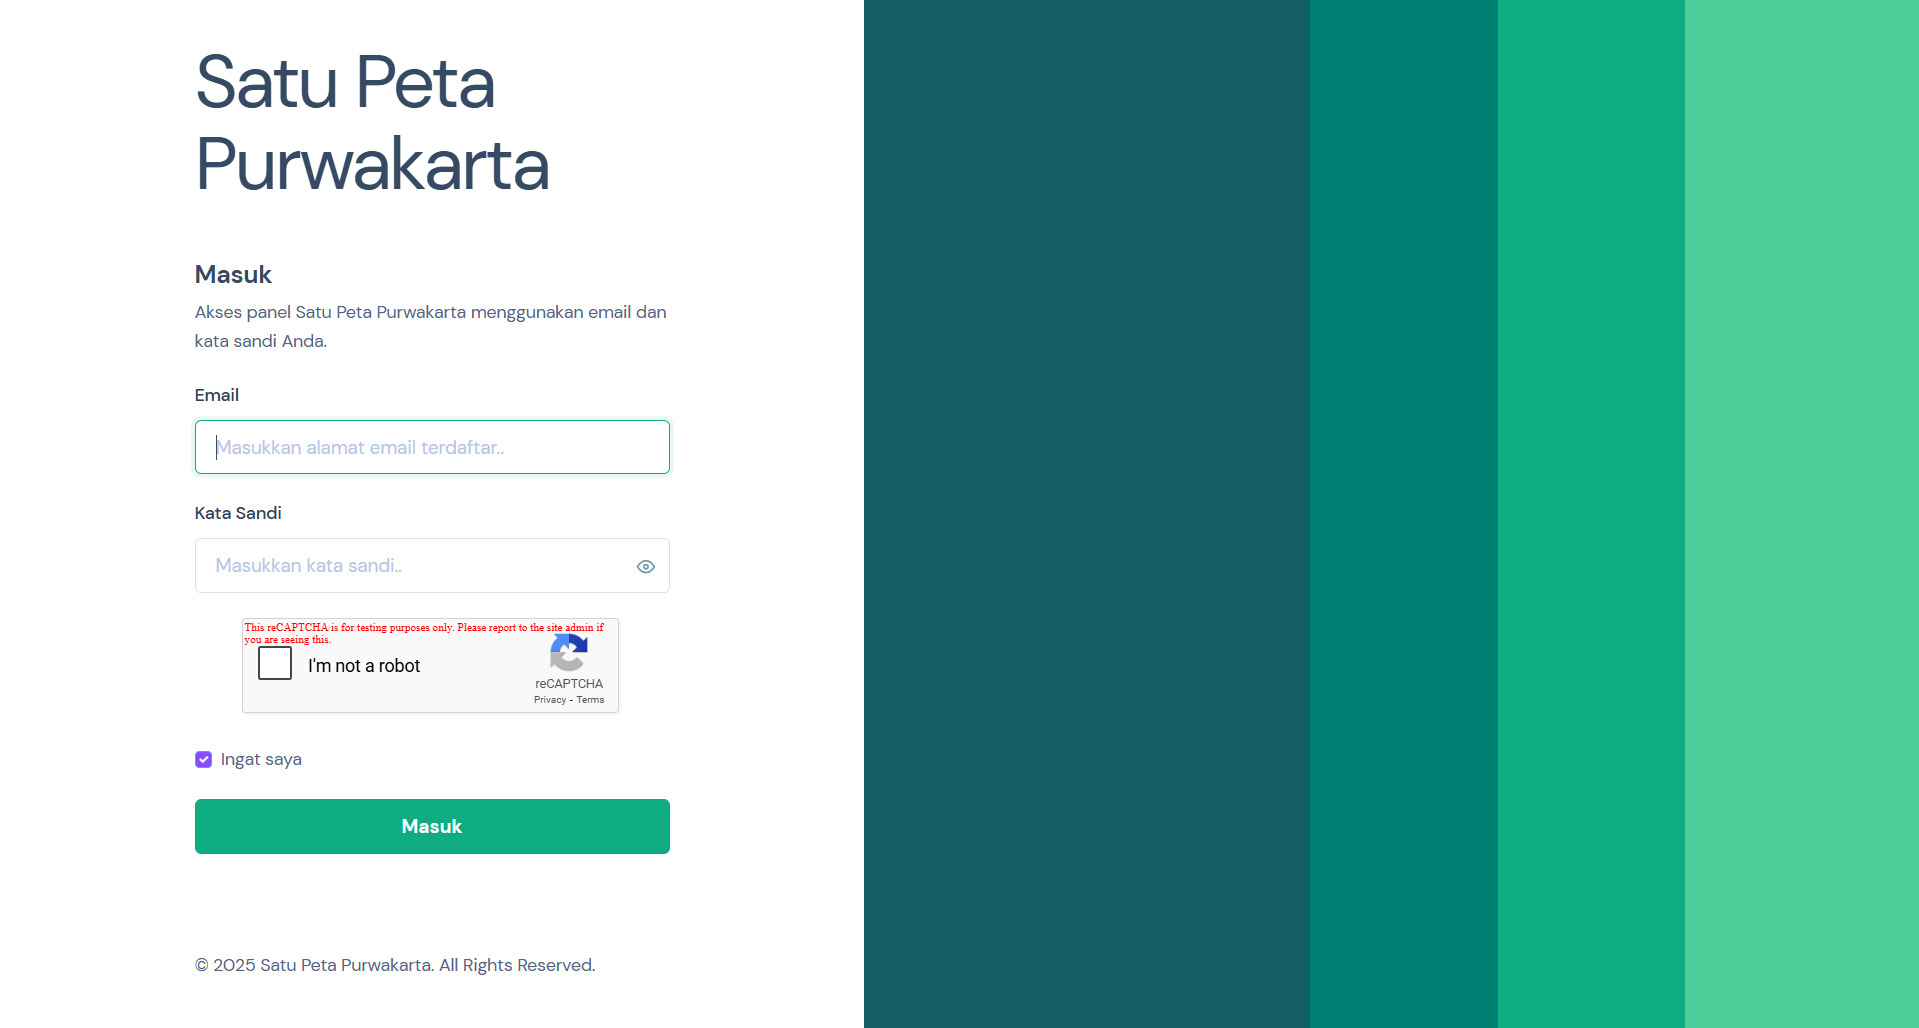 Satu Peta
Purwakarta
Masuk
Akses panel Satu Peta Purwakarta menggunakan email dan
kata sandi Anda.
Email
Masukkan alamat email terdaftar..
Kata Sandi
Masukkan kata sandi..
This reCAPTCHA is for testing purposes only. Please report to the site admin if
you are seeing this.
I'm not a robot
reCAPTCHA
Privacy - Terms
Ingat saya
Masuk
© 2025 Satu Peta Purwakarta. All Rights Reserved.